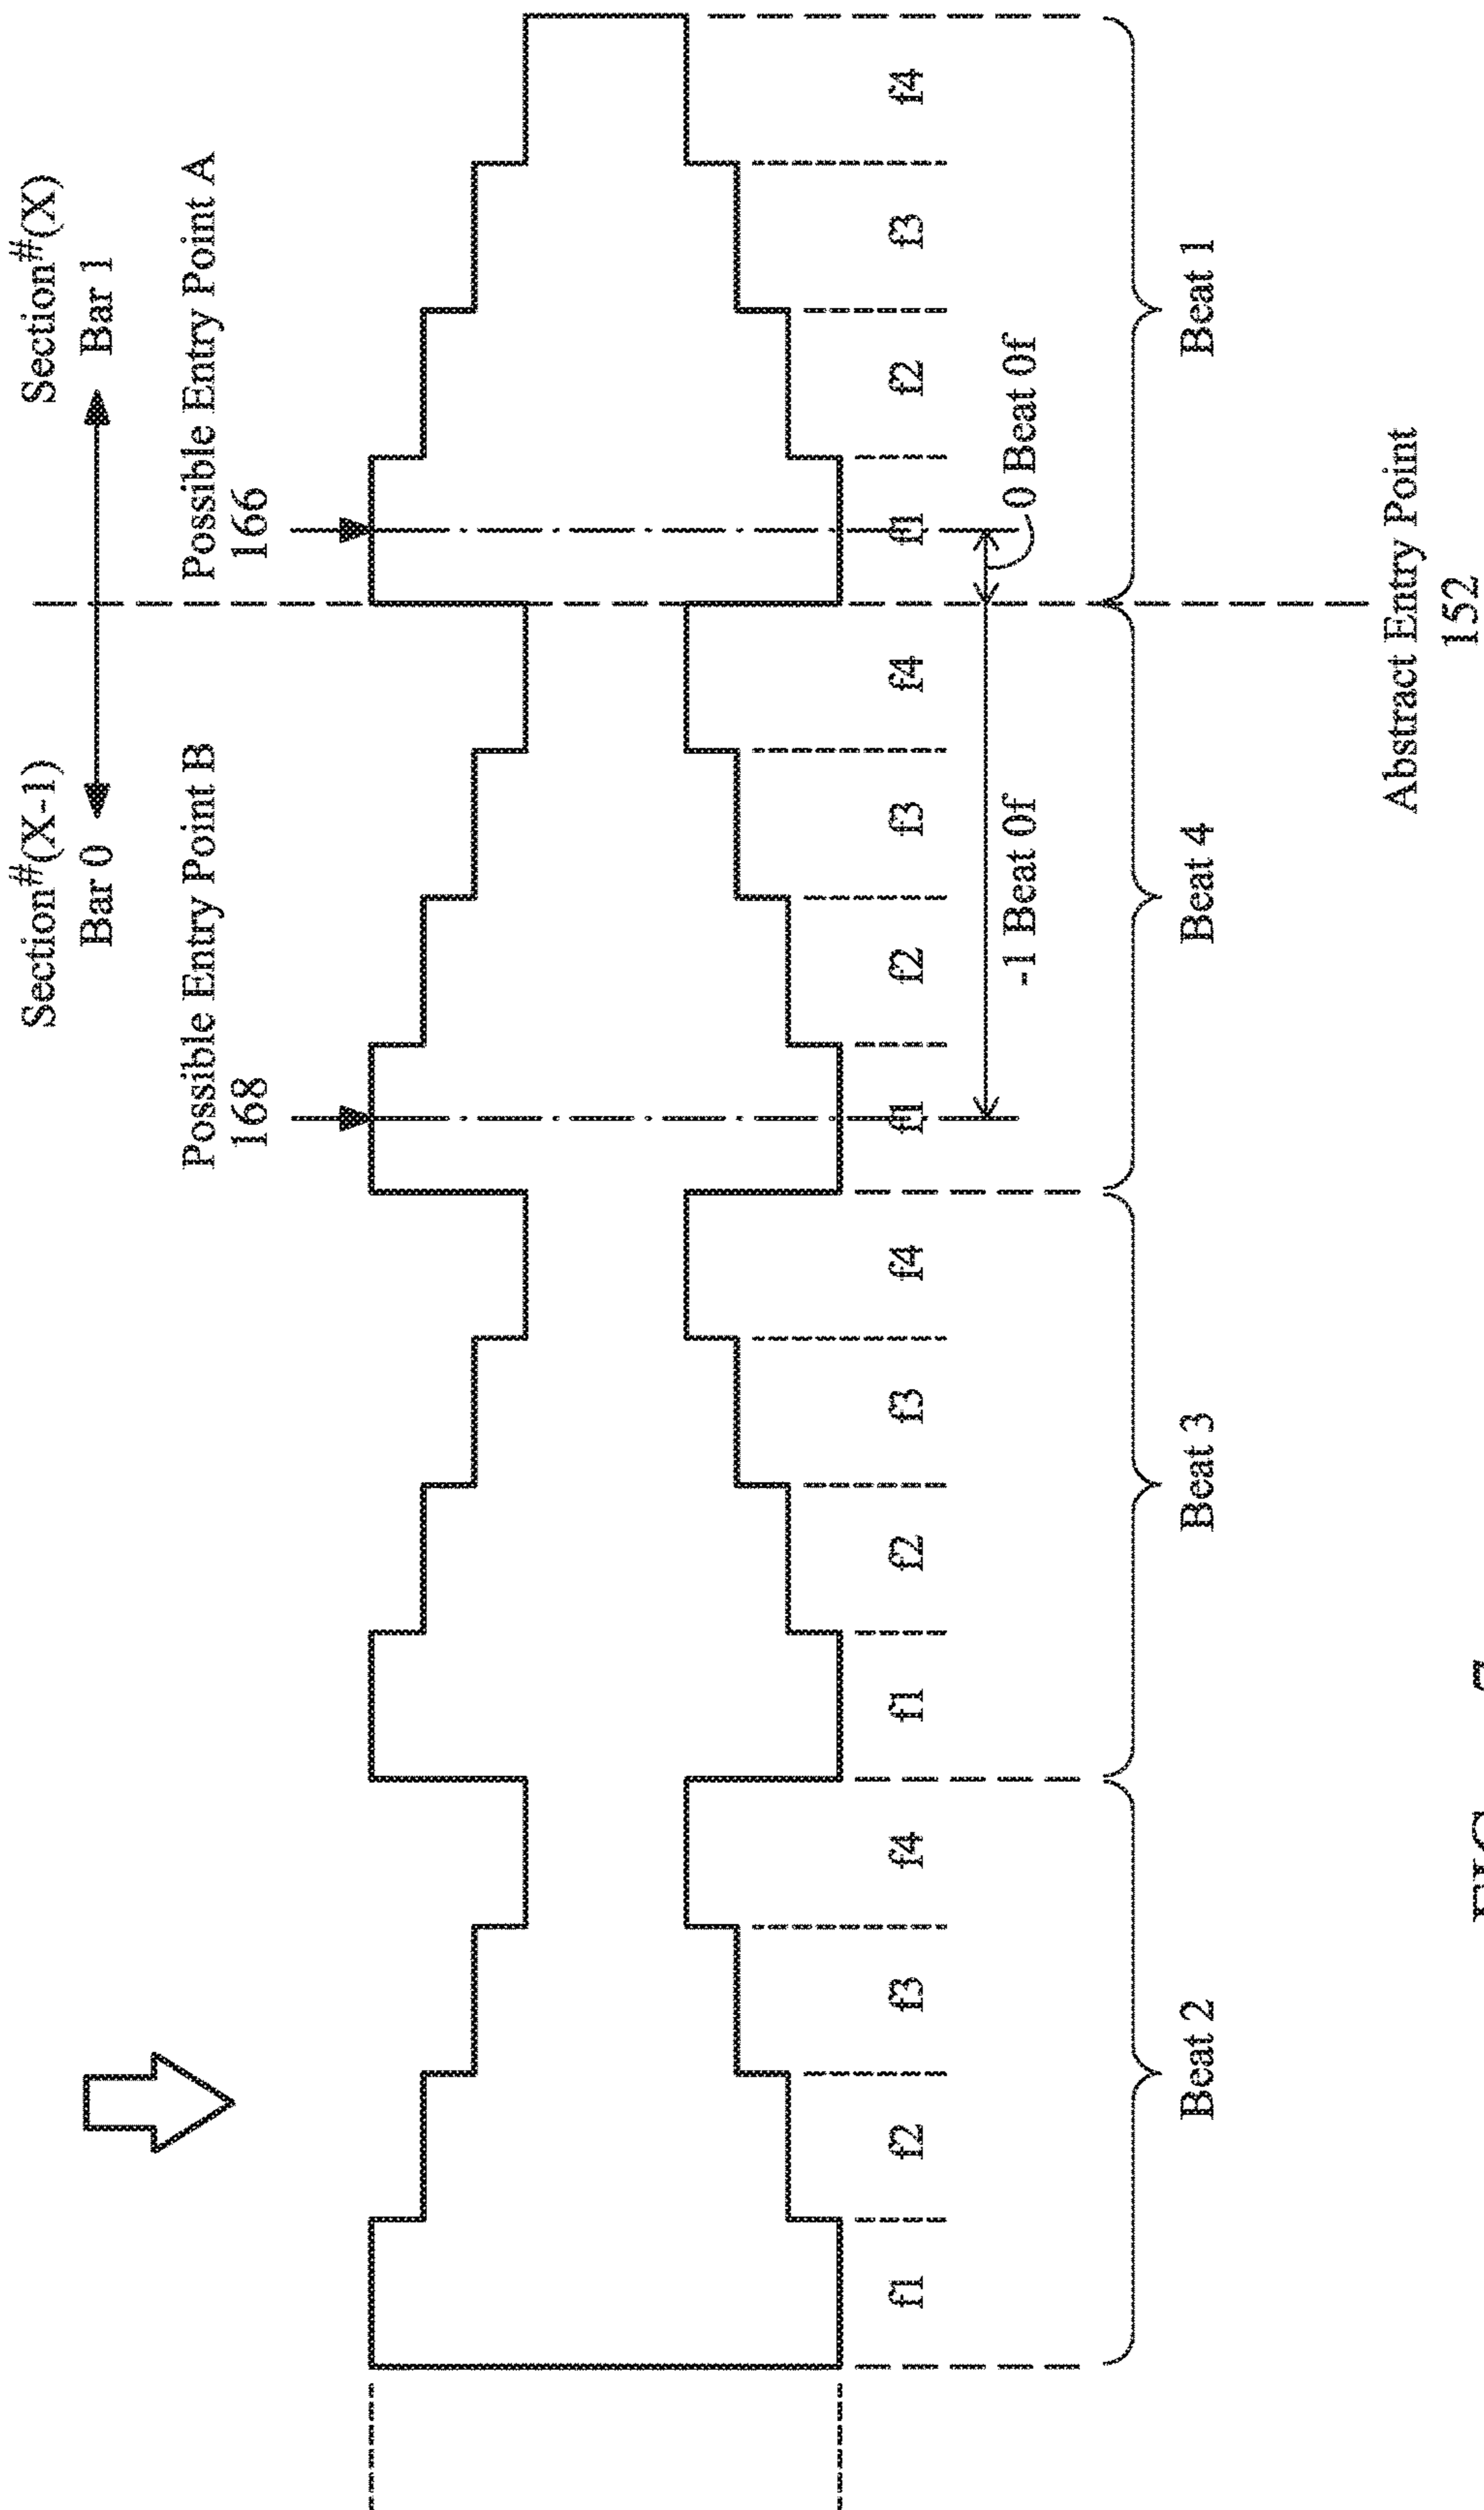 Section#(X-1)
Section#(X)
Bar 0
Bar 1
Possible Entry Point B
168
Possible Entry Point A
166
f1
f2
f3
f4
f1
f2
f3
f4
f1
f2
f3
f4
f1
f2
f3
f4
-1 Beat 0f
0 Beat 0f
Beat 2
Beat 3
Beat 4
Beat 1
Abstract Entry Point
152